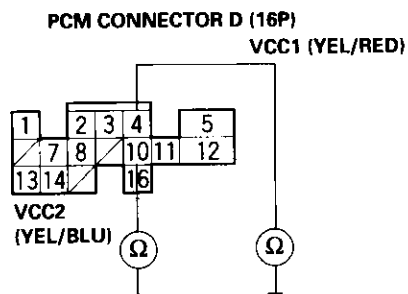 PCM CONNECTOR D (16P)
VCC1 (YEL/RED)
1 2 3 4 5
7 8 10 11 12
13 14 16
VCC2
(YEL/BLU)
Ω Ω